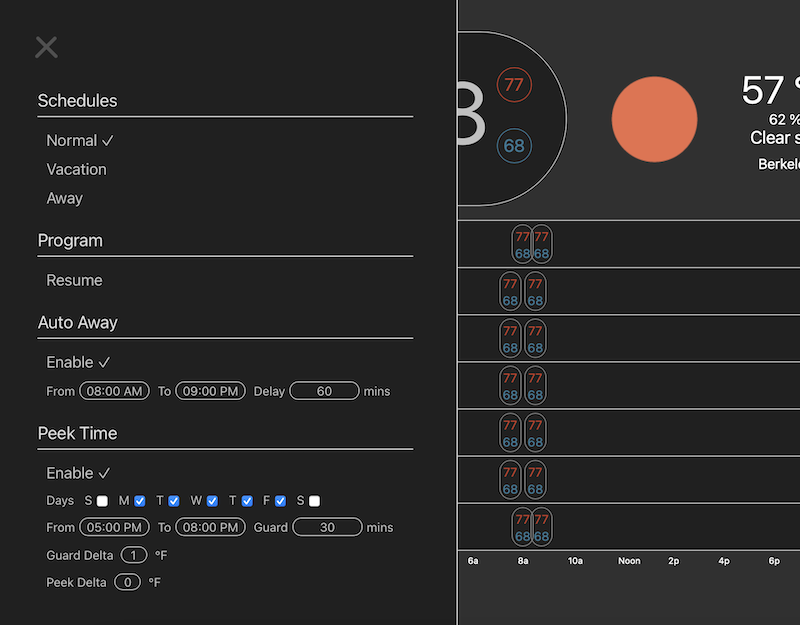 Schedules
Normal ✓
Vacation
Away
Program
Resume
Auto Away
Enable ✓
From 08:00 AM To 09:00 PM Delay 60 mins
Peek Time
Enable ✓
Days S M T W T F S
From 05:00 PM To 08:00 PM Guard 30 mins
Guard Delta 1 °F
Peek Delta 0 °F
8
77
68
57 °
62 %
Clear s
Berkele
77 77
68 68
77 77
68 68
77 77
68 68
77 77
68 68
77 77
68 68
77 77
68 68
77 77
68 68
6a 8a 10a Noon 2p 4p 6p